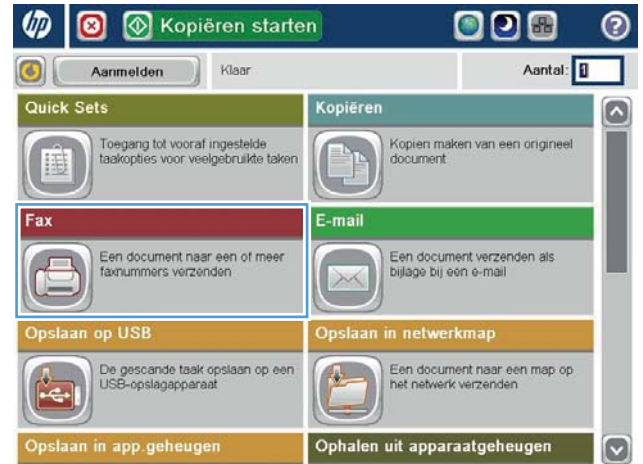 hp Kopiëren starten ?
Aanmelden Klaar Aantal: 1
Quick Sets
Toegang tot vooraf ingestelde
taakopties voor veelgebruikte taken
Kopiëren
Kopien maken van een origineel
document
Fax
Een document naar een of meer
faxnummers verzenden
E-mail
Een document verzenden als
bijlage bij een e-mail
Opslaan op USB
De gescande taak opslaan op een
USB-opslagapparaat
Opslaan in netwerkmap
Een document naar een map op
het netwerk verzenden
Opslaan in app.geheugen
Ophalen uit apparaatgeheugen